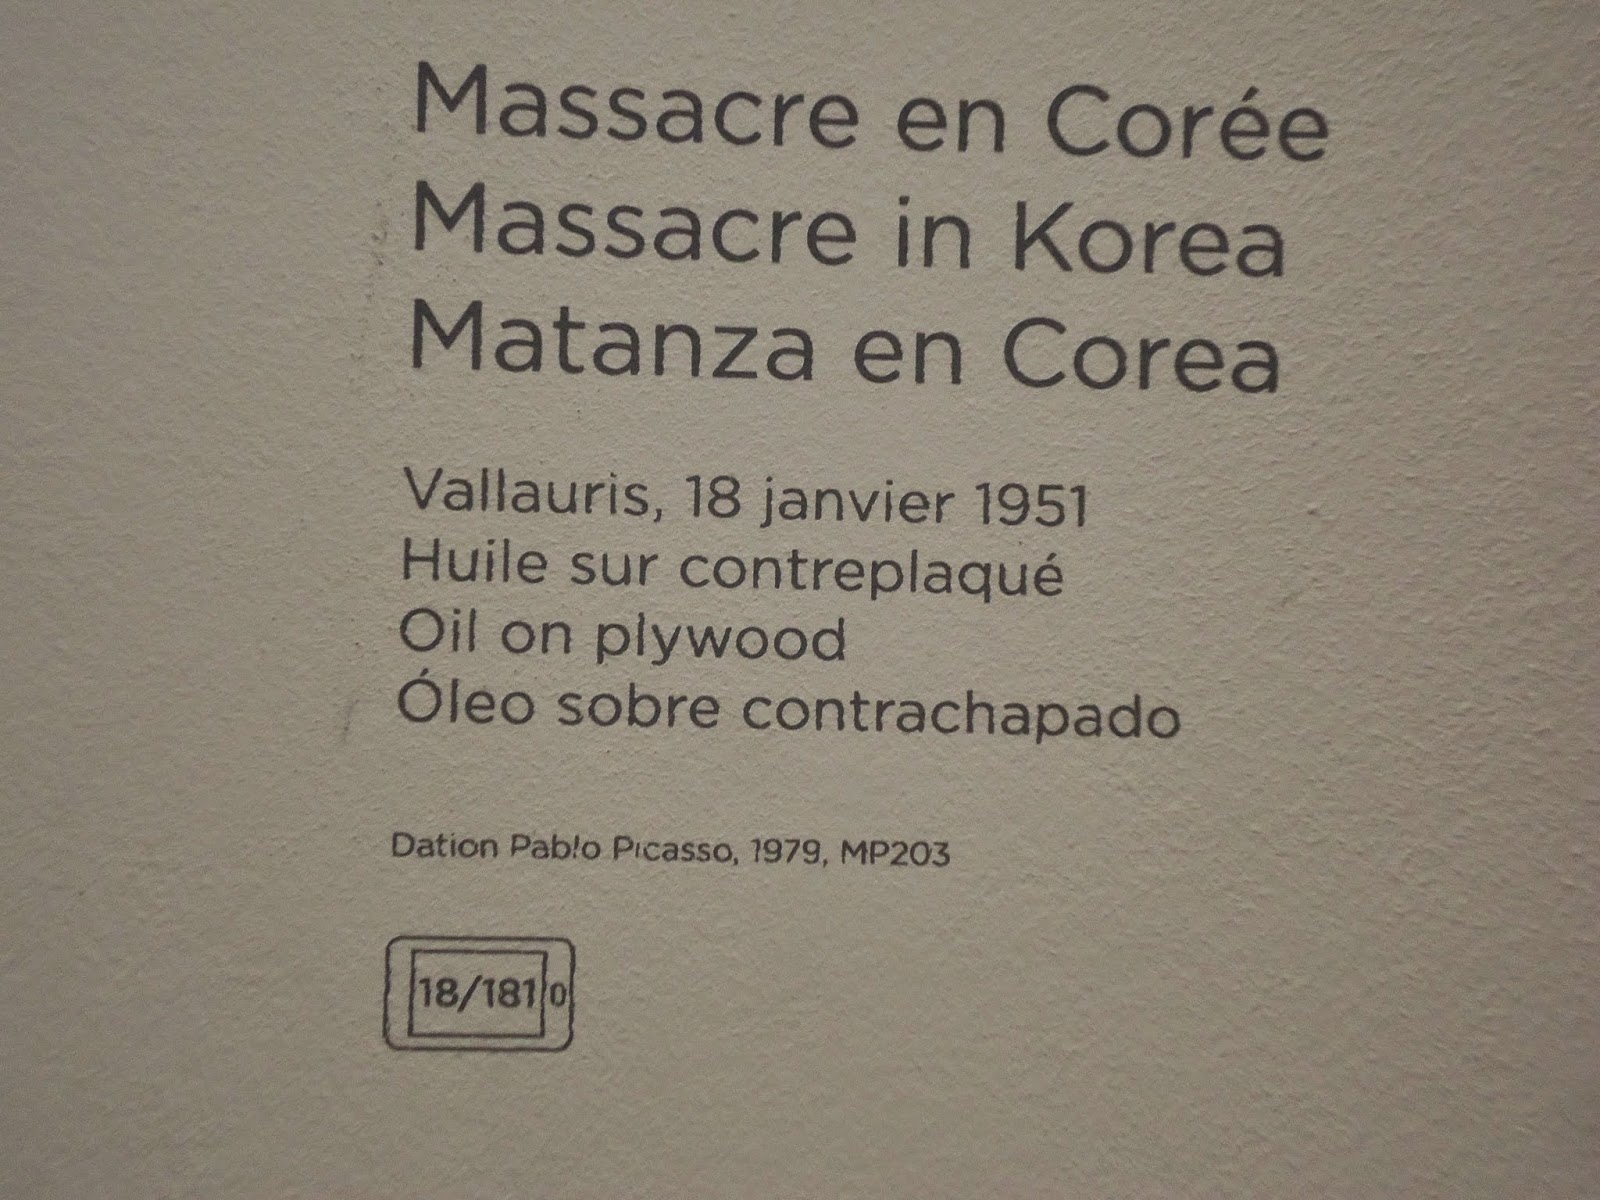 Massacre en Corée
Massacre in Korea
Matanza en Corea
Vallauris, 18 janvier 1951
Huile sur contreplaqué
Oil on plywood
Óleo sobre contrachapado
Dation Pablo Picasso, 1979, MP203
18/181